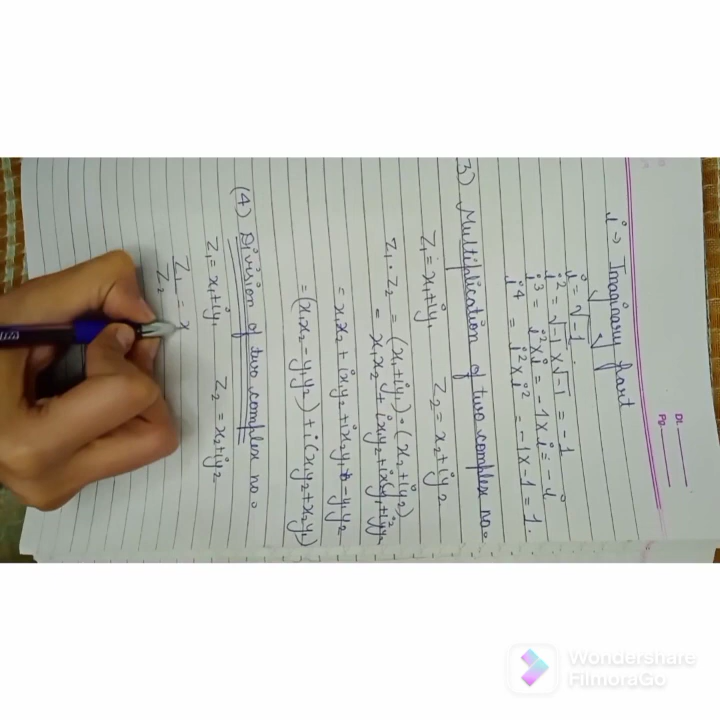 Dt.
Pg
i → Imaginary part
i = √-1.
i² = √-1 x √-1 = -1
i³ = i² x i = -1 x i = -i
i⁴ = i² x i² = -1 x -1 = 1.
3) Multiplication of two complex no.
Z₁ = x₁+iy₁ Z₂ = x₂+iy₂
Z₁ · Z₂ = (x₁+iy₁) · (x₂+iy₂)
= x₁x₂ + ix₁y₂ + ix₂y₁ + i²y₁y₂
= x₁x₂ + ix₁y₂ + ix₂y₁ - y₁y₂
= (x₁x₂ - y₁y₂) + i(x₁y₂ + x₂y₁)
(4) Division of two complex no.
Z₁ = x₁+iy₁ Z₂ = x₂+iy₂
Z₁/Z₂ = x
Wondershare
FilmoraGo